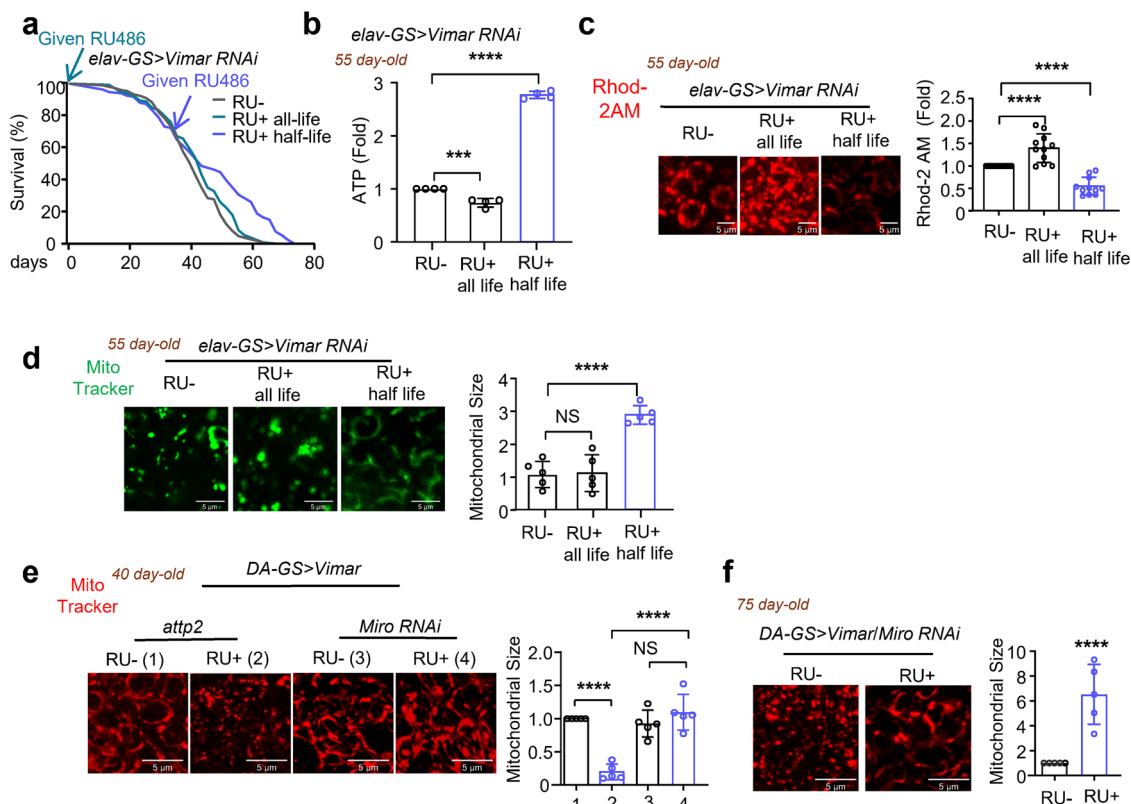 a
Given RU486
elav-GS>Vimar RNAi
Given RU486
RU-
RU+ all-life
RU+ half-life
Survival (%)
100
80
60
40
20
0
days
0 20 40 60 80
b
elav-GS>Vimar RNAi
55 day-old
****
***
ATP (Fold)
3
2
1
0
RU- RU+ all life RU+ half life
c
55 day-old
Rhod-
2AM
elav-GS>Vimar RNAi
RU- RU+ all life RU+ half life
5 µm 5 µm 5 µm
****
****
Rhod-2 AM (Fold)
2.0
1.5
1.0
0.5
0.0
RU- RU+ all life RU+ half life
d
55 day-old
elav-GS>Vimar RNAi
Mito
Tracker
RU- RU+ all life RU+ half life
5 µm 5 µm 5 µm
****
NS
Mitochondrial Size
4
3
2
1
0
RU- RU+ all life RU+ half life
e
40 day-old
DA-GS>Vimar
Mito
Tracker
attp2 Miro RNAi
RU- (1) RU+ (2) RU- (3) RU+ (4)
5 µm 5 µm 5 µm 5 µm
****
NS
****
Mitochondrial Size
2.0
1.5
1.0
0.5
0
1 2 3 4
f
75 day-old
DA-GS>Vimar/Miro RNAi
RU- RU+
5 µm 5 µm
****
Mitochondrial Size
10
8
6
4
2
0
RU- RU+